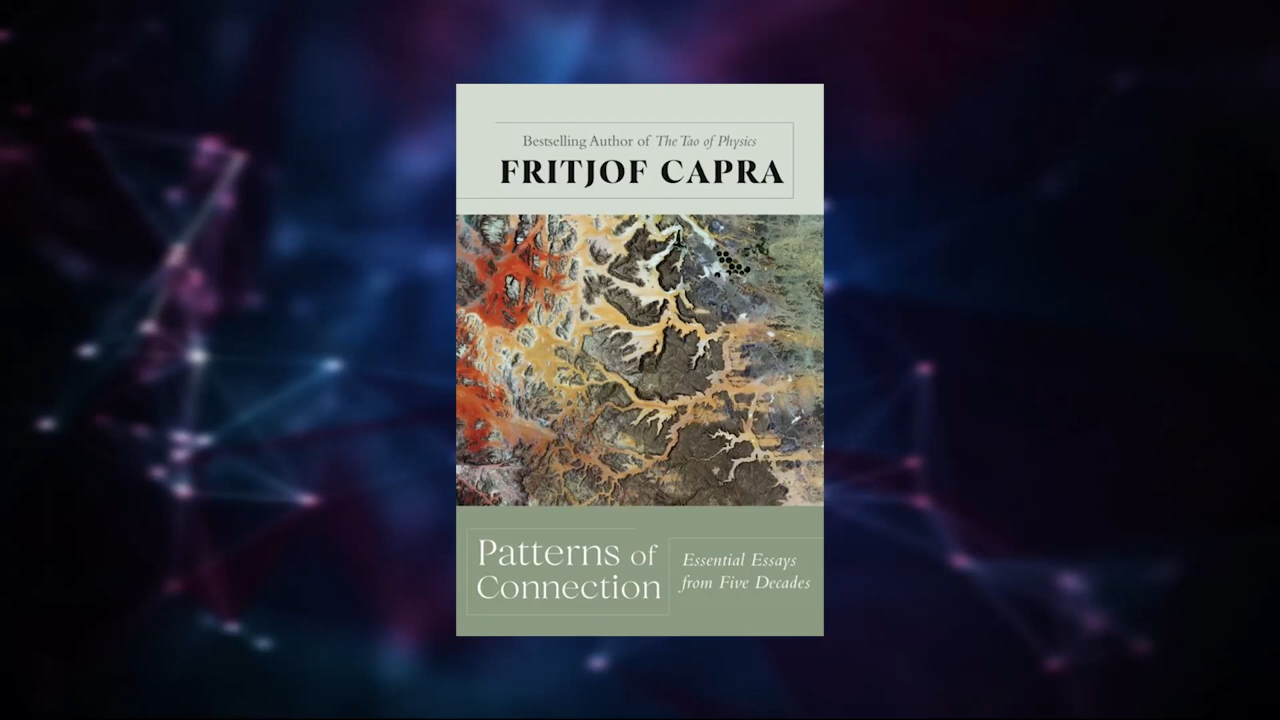 Bestselling Author of The Tao of Physics
FRITJOF CAPRA
Patterns of
Connection
Essential Essays
from Five Decades